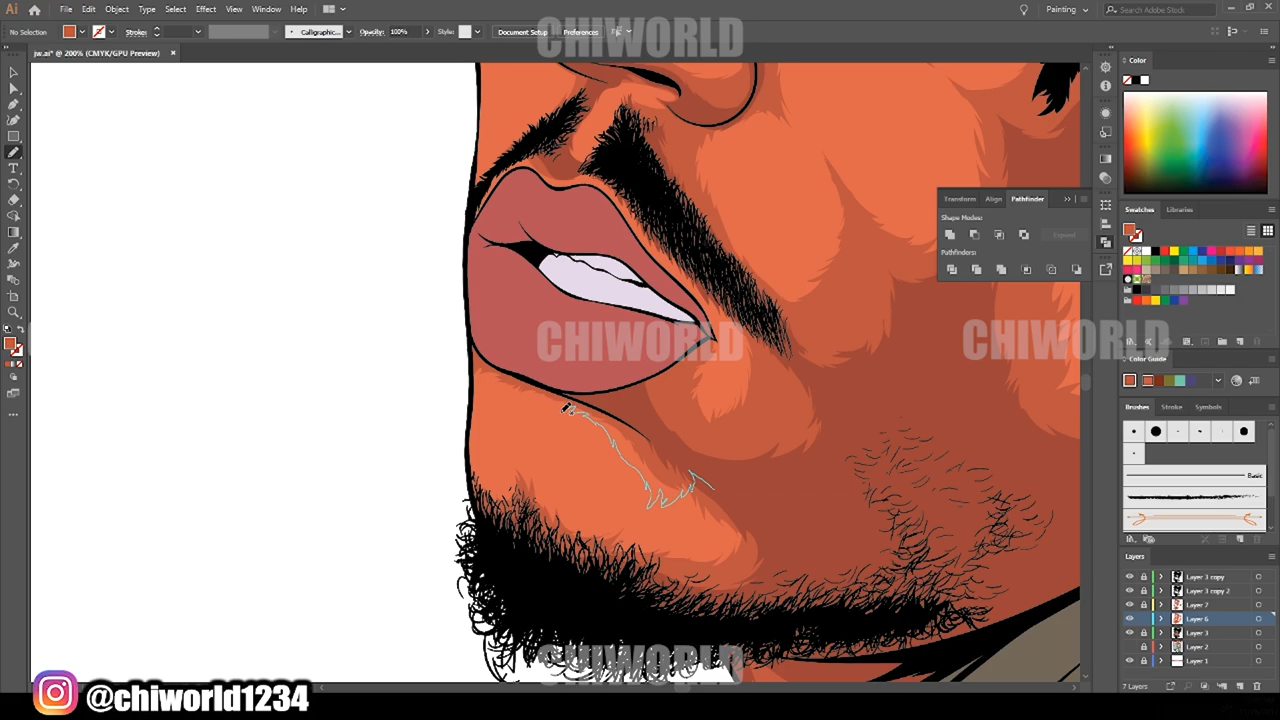 Ai File Edit Object Type Select Effect View Window Help Painting Search Adobe Stock
No Selection Stroke: Calligraphic... Opacity: 100% Style: Document Setup Preferences
jw.ai* @ 200% (CMYK/GPU Preview)
CHIWORLD
Color
Transform Align Pathfinder
Shape Modes:
Expand
Pathfinders:
Swatches Libraries
CHIWORLD
CHIWORLD
Color Guide
Brushes Stroke Symbols
Basic
Layers
Layer 3 copy
Layer 3 copy 2
Layer 7
Layer 6
Layer 3
Layer 2
Layer 1
7 Layers
CHIWORLD
@chiworld1234